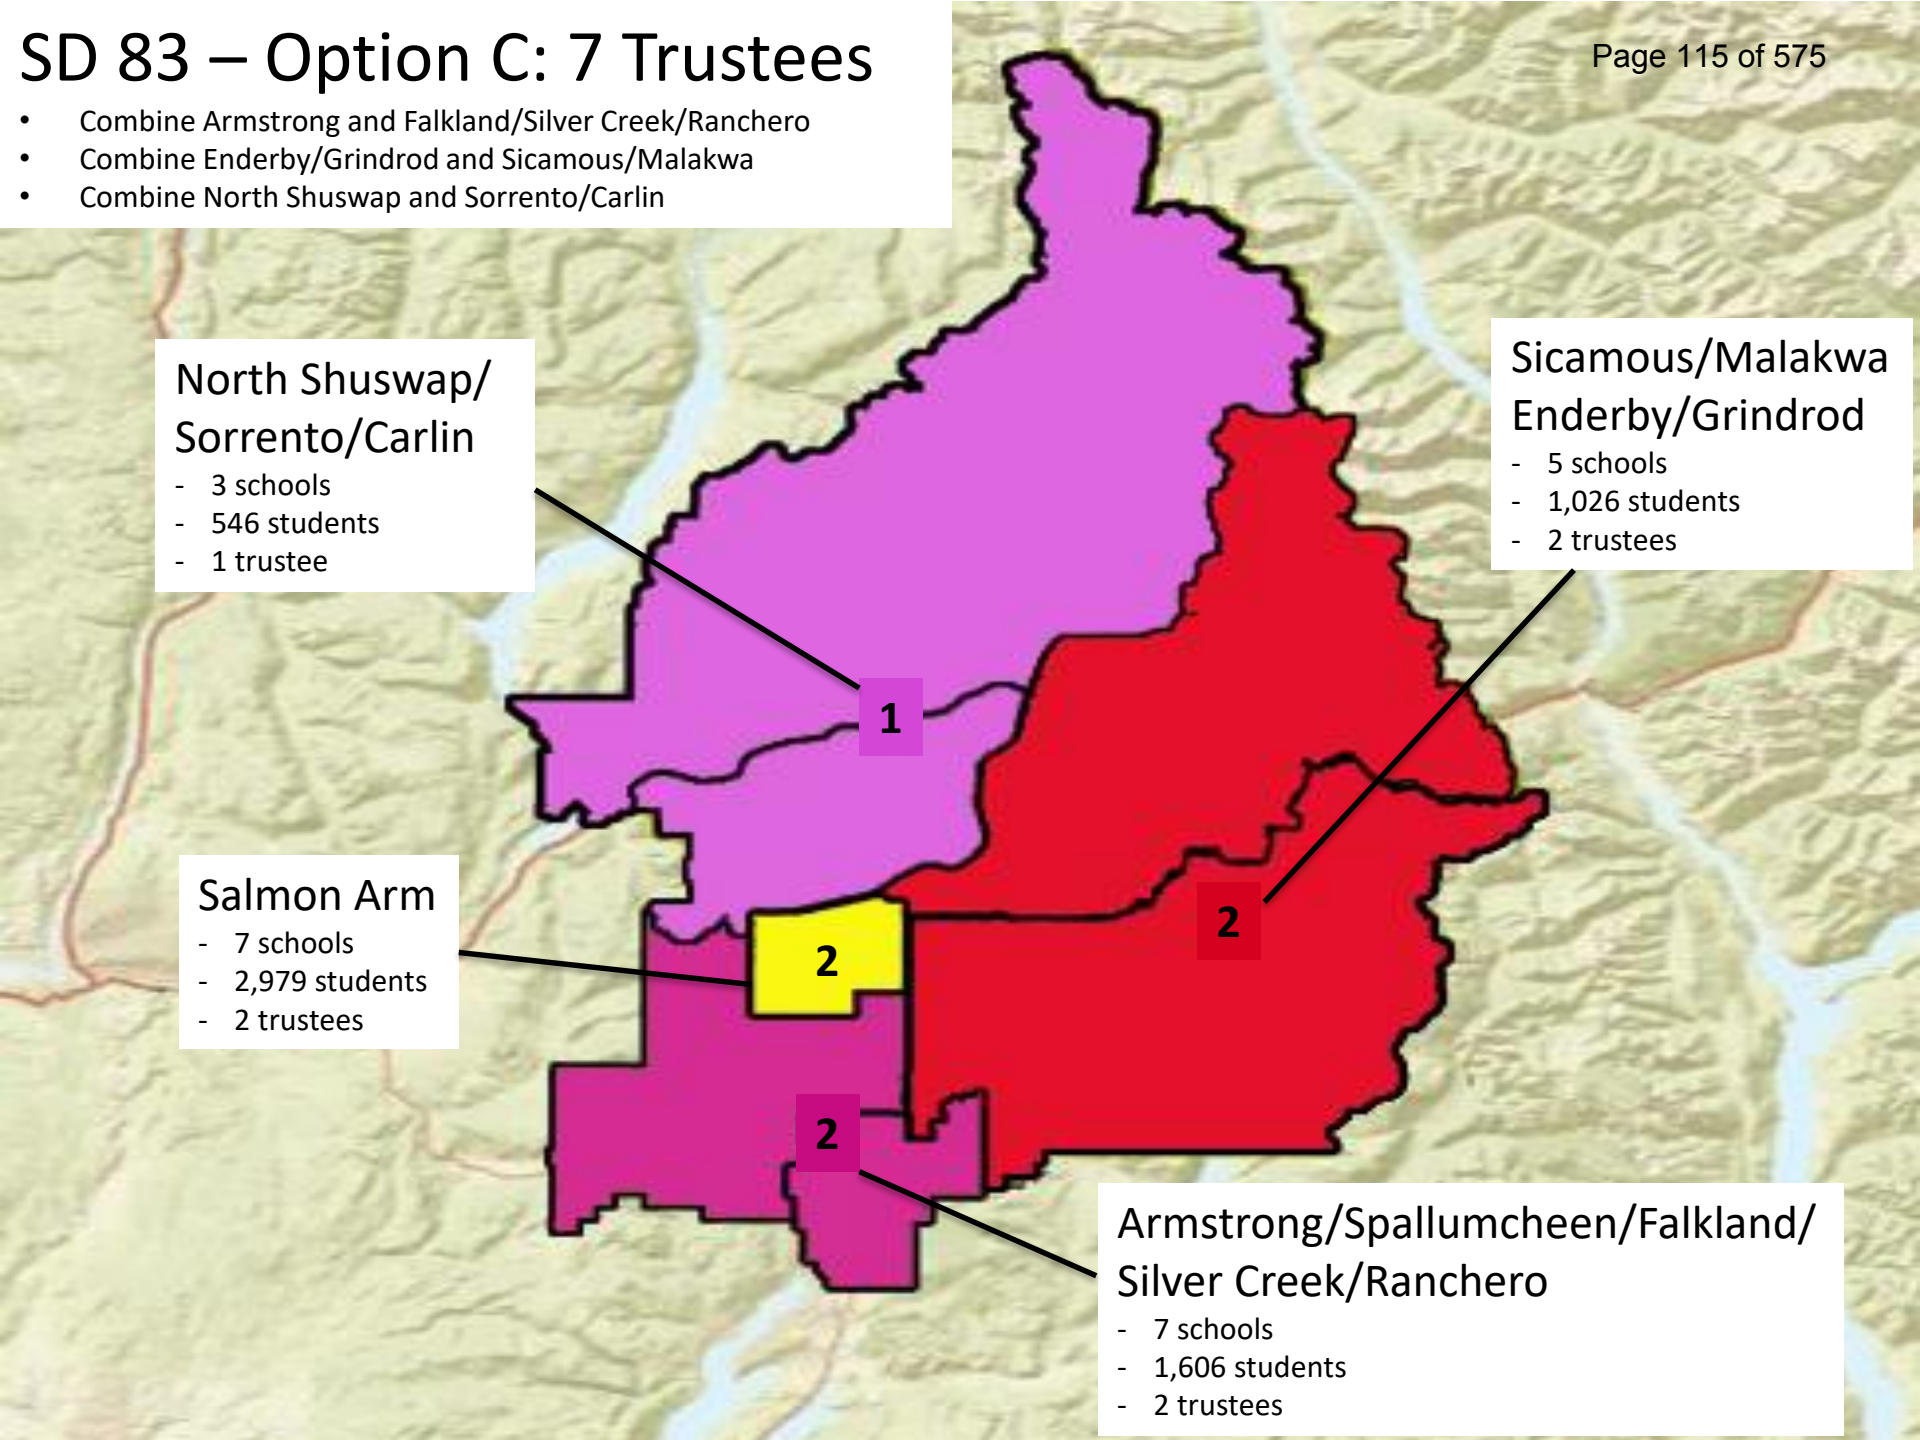 SD 83 – Option C: 7 Trustees
• Combine Armstrong and Falkland/Silver Creek/Ranchero
• Combine Enderby/Grindrod and Sicamous/Malakwa
• Combine North Shuswap and Sorrento/Carlin
Page 115 of 575
North Shuswap/
Sorrento/Carlin
- 3 schools
- 546 students
- 1 trustee
Sicamous/Malakwa
Enderby/Grindrod
- 5 schools
- 1,026 students
- 2 trustees
1
Salmon Arm
- 7 schools
- 2,979 students
- 2 trustees
2
2
2
Armstrong/Spallumcheen/Falkland/
Silver Creek/Ranchero
- 7 schools
- 1,606 students
- 2 trustees